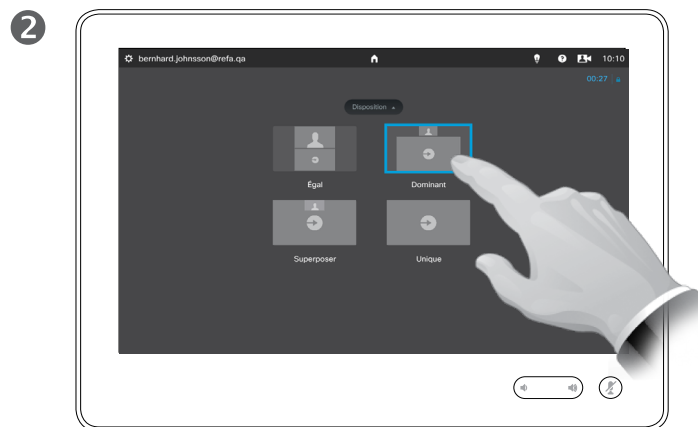 2
bernhard.johnsson@refa.qa 10:10
00:27
Disposition
Égal Dominant
Superposer Unique